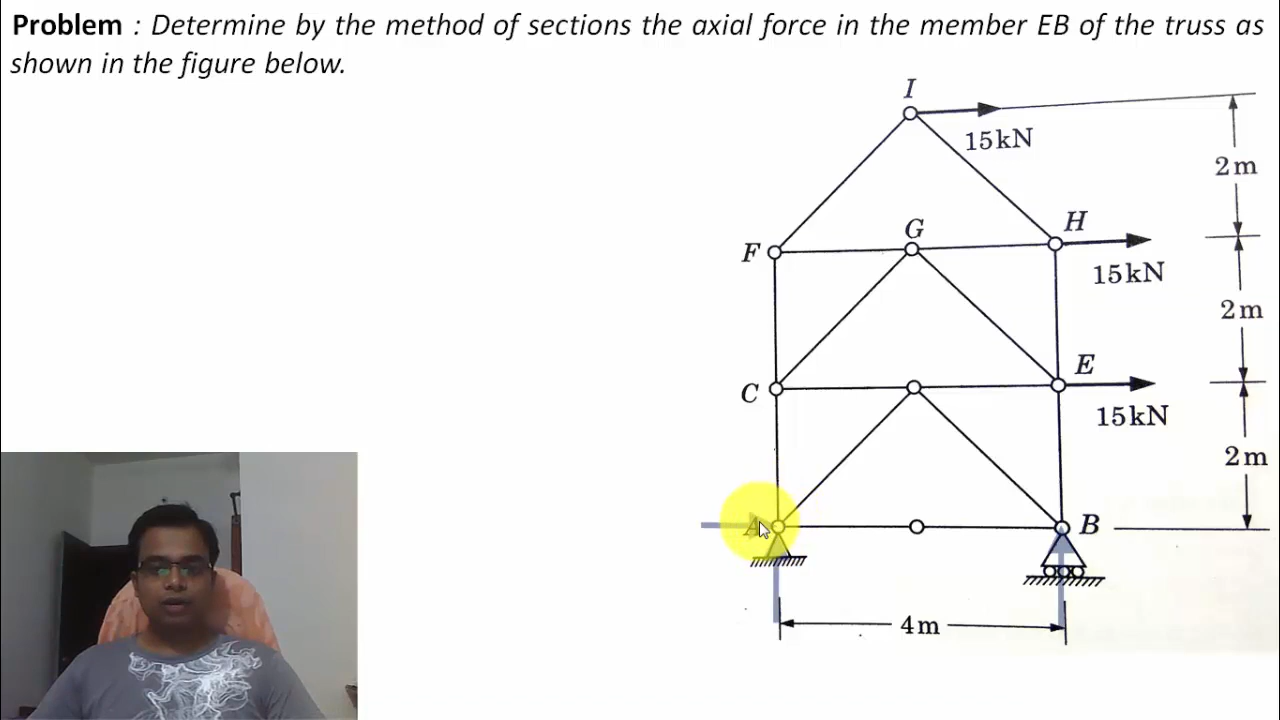 Problem : Determine by the method of sections the axial force in the member EB of the truss as
shown in the figure below.
I
15kN
2m
H
G
F
15kN
2m
E
C
15kN
2m
A
B
4m